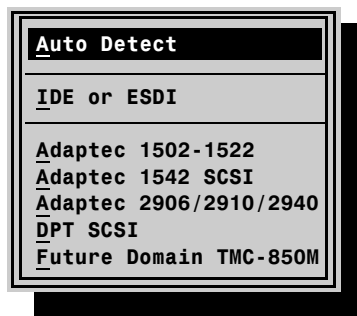 Auto Detect
IDE or ESDI
Adaptec 1502-1522
Adaptec 1542 SCSI
Adaptec 2906/2910/2940
DPT SCSI
Future Domain TMC-850M